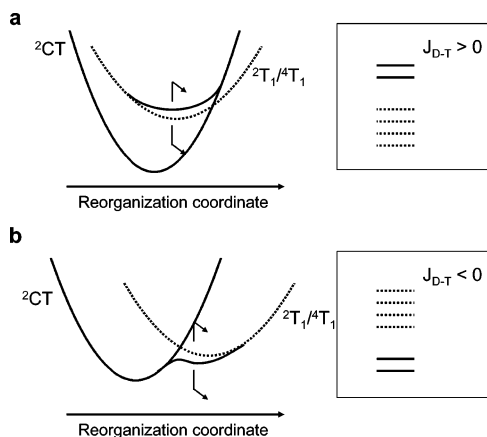 a
²CT
²T₁/⁴T₁
J_D-T > 0
Reorganization coordinate
b
²CT
²T₁/⁴T₁
J_D-T < 0
Reorganization coordinate